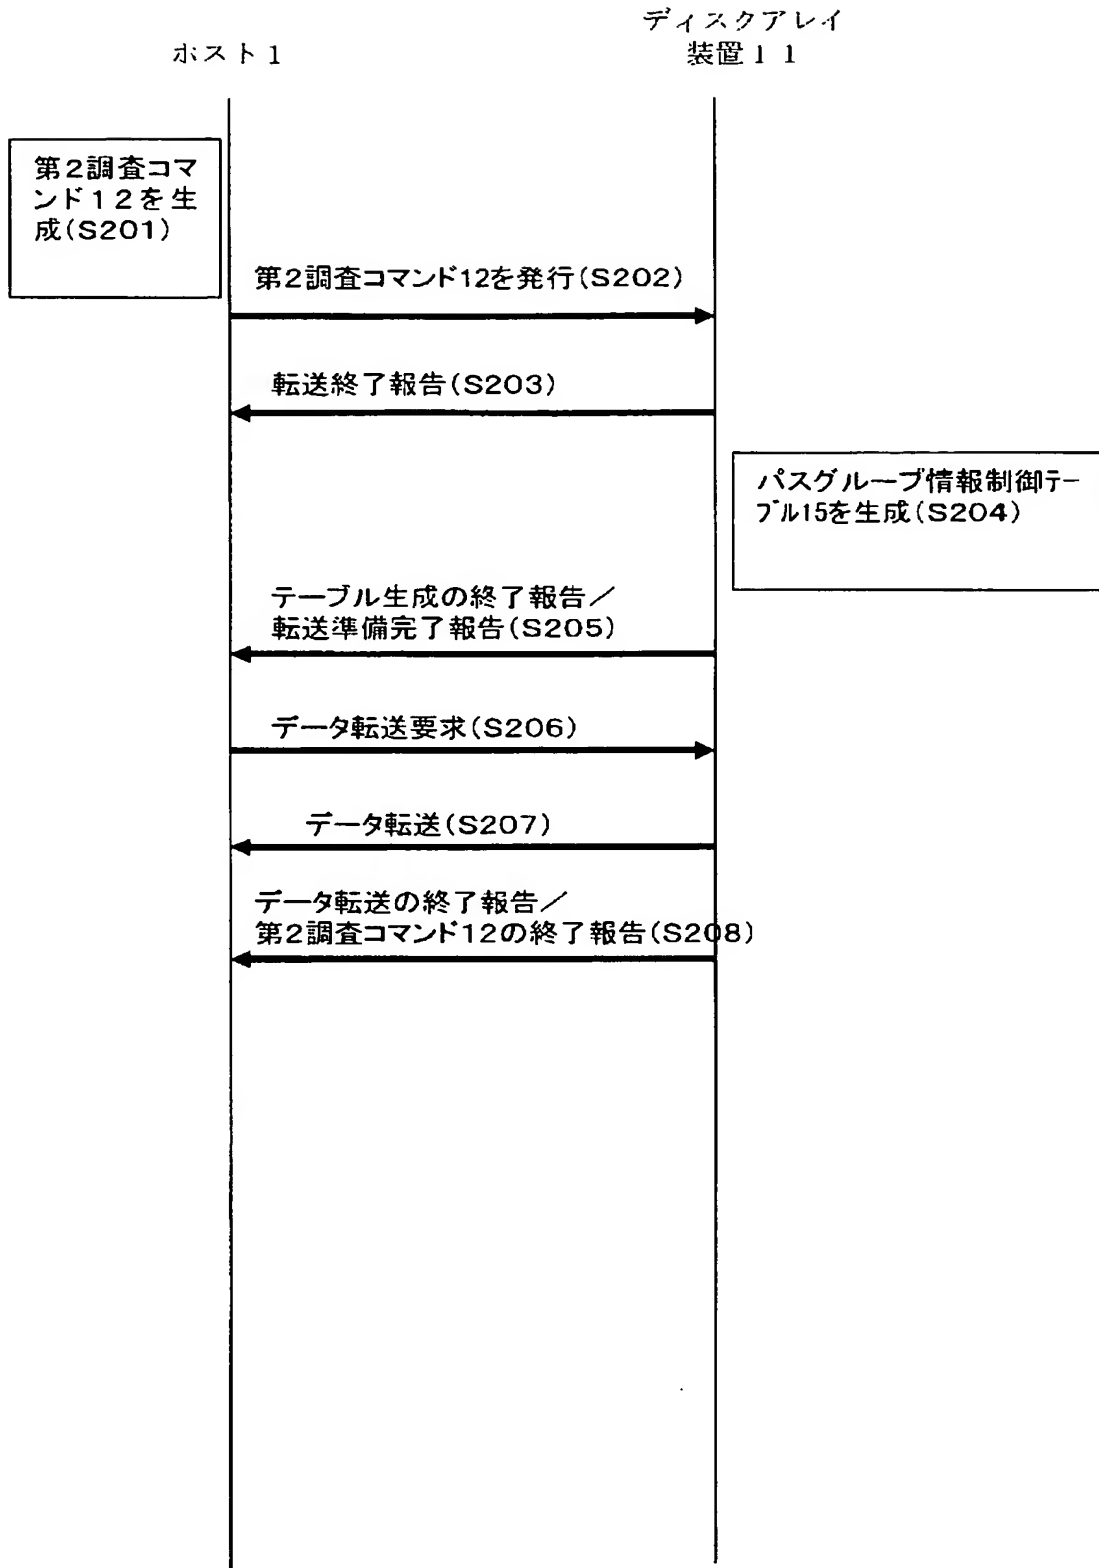 ディスクアレイ
装置11
ホスト1
第2調査コマ
ンド12を生
成(S201)
第2調査コマンド12を発行(S202)
転送終了報告(S203)
パスグループ情報制御テー
ブル15を生成(S204)
テーブル生成の終了報告/
転送準備完了報告(S205)
データ転送要求(S206)
データ転送(S207)
データ転送の終了報告/
第2調査コマンド12の終了報告(S208)